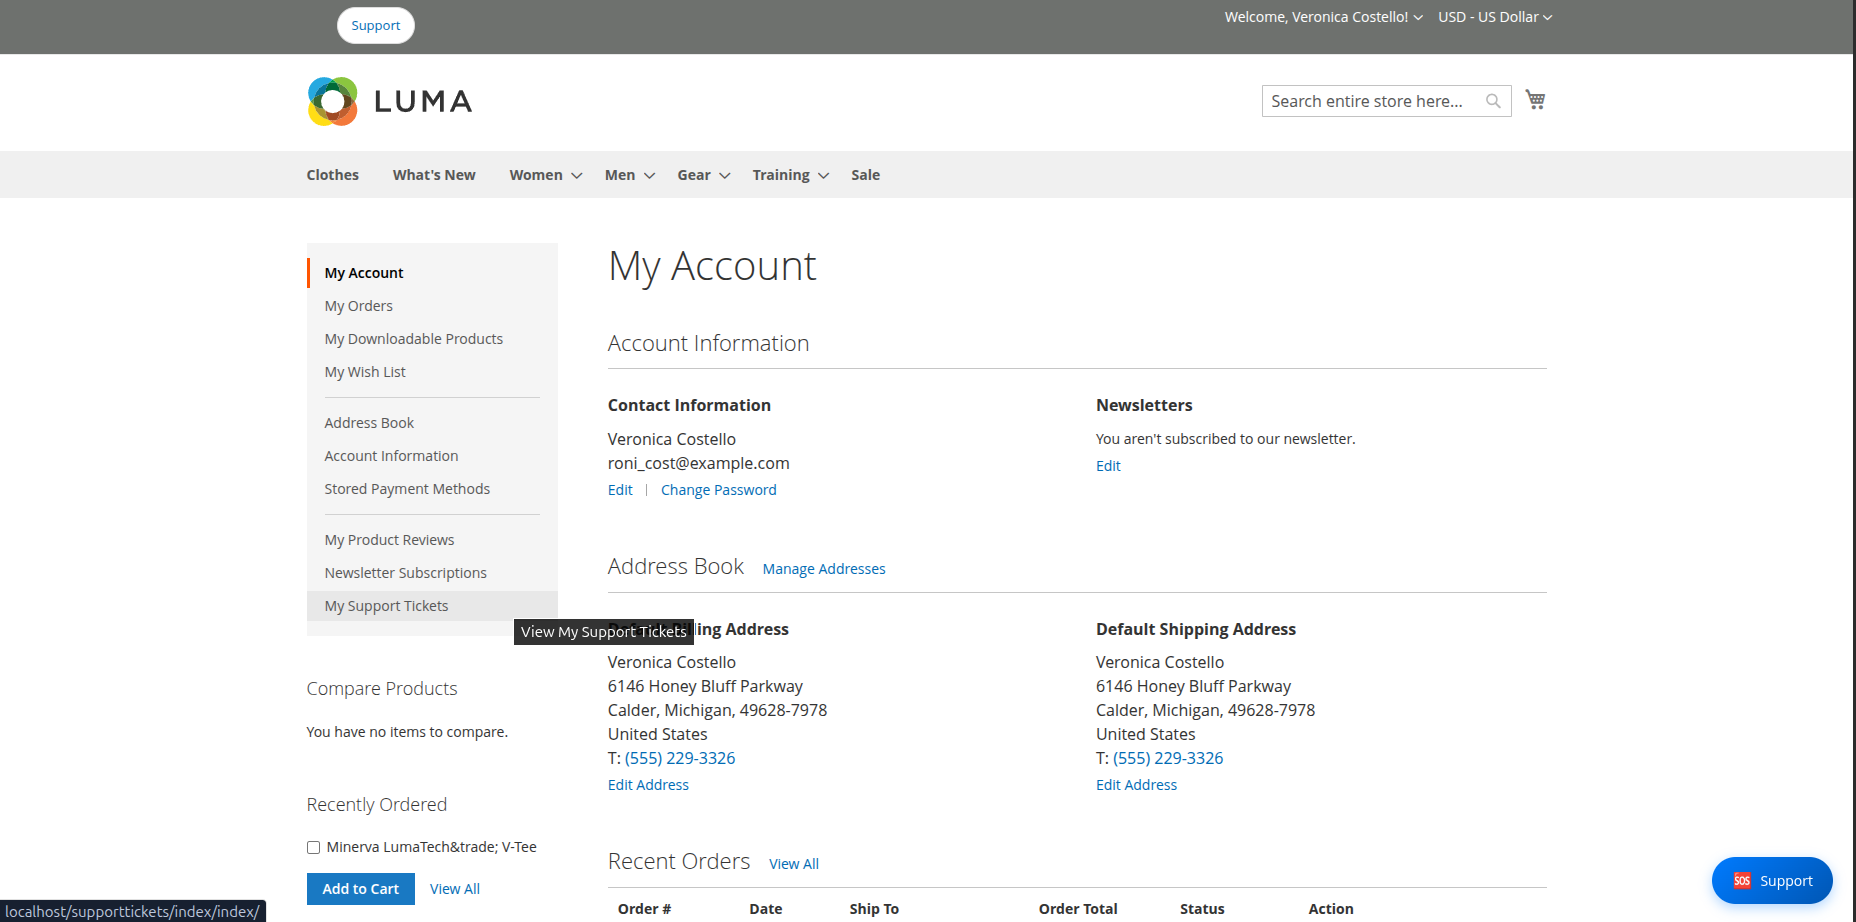 Support
Welcome, Veronica Costello!
USD - US Dollar
LUMA
Search entire store here...
Clothes
What's New
Women
Men
Gear
Training
Sale
My Account
My Orders
My Downloadable Products
My Wish List
Address Book
Account Information
Stored Payment Methods
My Product Reviews
Newsletter Subscriptions
My Support Tickets
View My Support Tickets
Compare Products
You have no items to compare.
Recently Ordered
Minerva LumaTech&trade; V-Tee
Add to Cart
View All
My Account
Account Information
Contact Information
Veronica Costello
roni_cost@example.com
Edit | Change Password
Newsletters
You aren't subscribed to our newsletter.
Edit
Address Book
Manage Addresses
Default Billing Address
Veronica Costello
6146 Honey Bluff Parkway
Calder, Michigan, 49628-7978
United States
T: (555) 229-3326
Edit Address
Default Shipping Address
Veronica Costello
6146 Honey Bluff Parkway
Calder, Michigan, 49628-7978
United States
T: (555) 229-3326
Edit Address
Recent Orders
View All
Order #
Date
Ship To
Order Total
Status
Action
SOS Support
localhost/supporttickets/index/index/